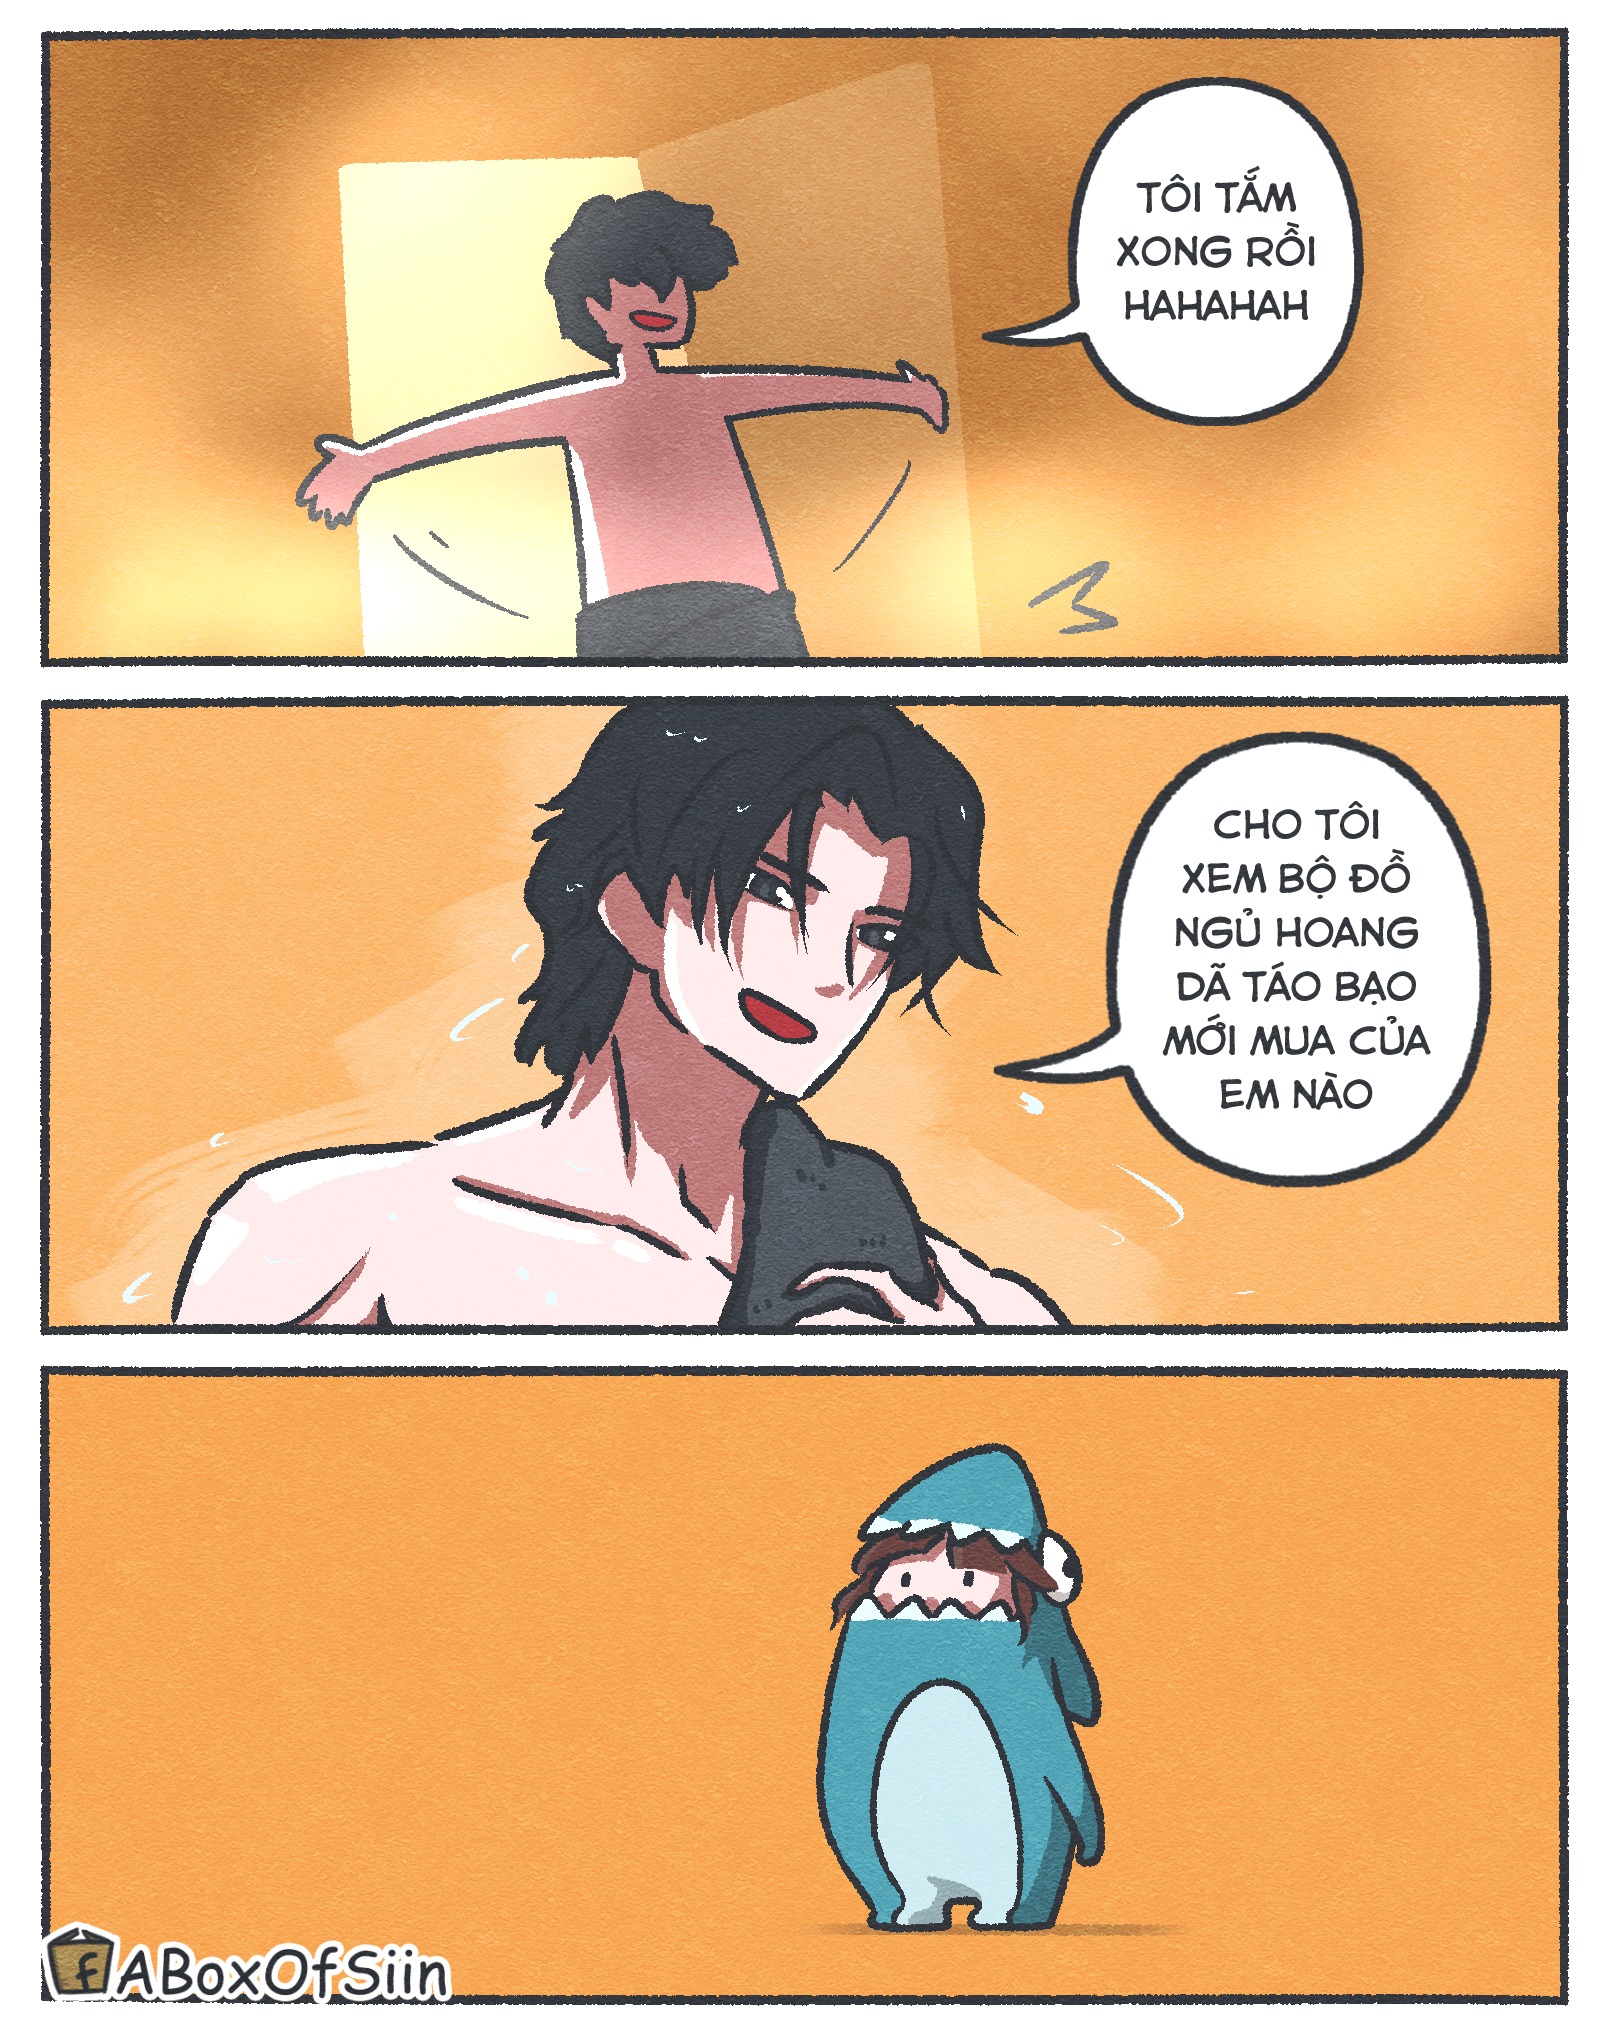 TÔI TẮM
XONG RỒI
HAHAHAH
CHO TÔI
XEM BỘ ĐỒ
NGỦ HOANG
DÃ TÁO BẠO
MỚI MUA CỦA
EM NÀO
f ABoxOfSiin